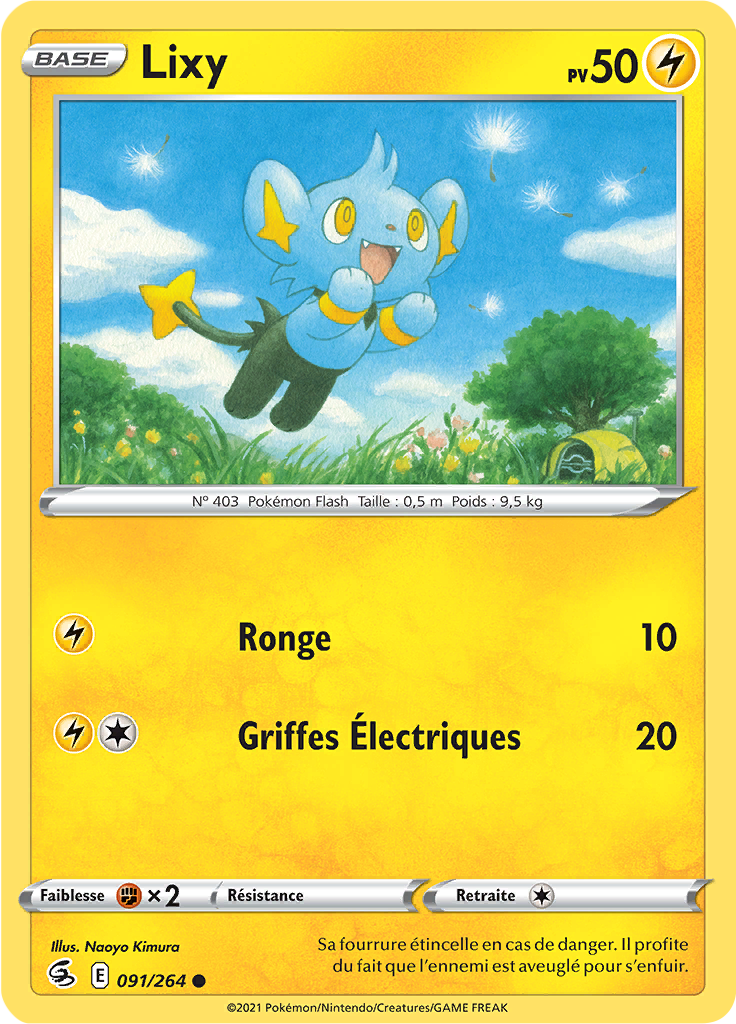 BASE Lixy PV 50
N° 403 Pokémon Flash Taille : 0,5 m Poids : 9,5 kg
Ronge 10
Griffes Électriques 20
Faiblesse ×2 Résistance Retraite
Illus. Naoyo Kimura
Sa fourrure étincelle en cas de danger. Il profite
du fait que l'ennemi est aveuglé pour s'enfuir.
E 091/264
©2021 Pokémon/Nintendo/Creatures/GAME FREAK